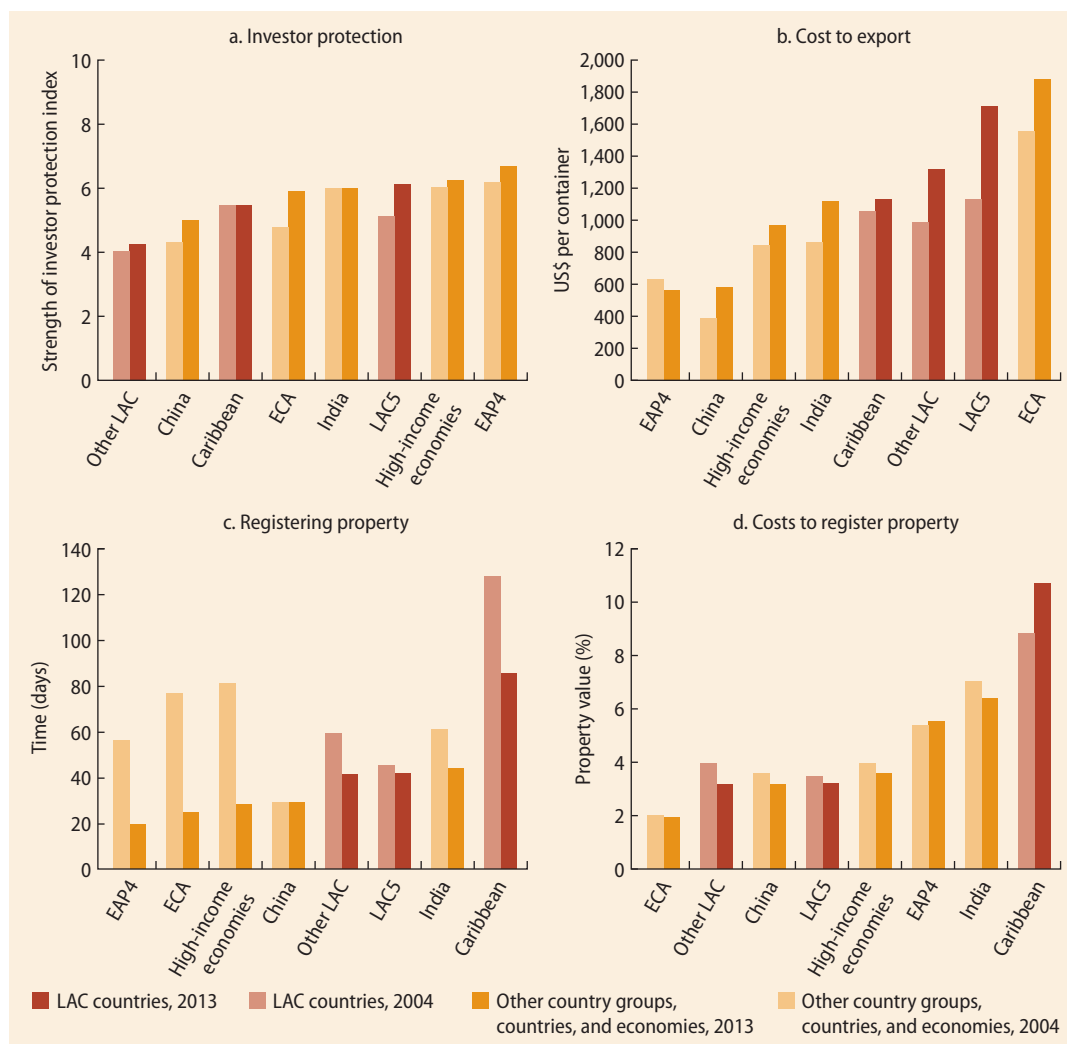 a. Investor protection
Strength of investor protection index
10
8
6
4
2
0
Other LAC
China
Caribbean
ECA
India
LAC5
High-income
economies
EAP4
b. Cost to export
US$ per container
2,000
1,800
1,600
1,400
1,200
1,000
800
600
400
200
000
EAP4
China
High-income
economies
India
Caribbean
Other LAC
LAC5
ECA
c. Registering property
Time (days)
140
120
100
80
60
40
20
0
EAP4
ECA
High-income
economies
China
Other LAC
LAC5
India
Caribbean
d. Costs to register property
Property value (%)
12
10
8
6
4
2
0
ECA
Other LAC
China
LAC5
High-income
economies
EAP4
India
Caribbean
LAC countries, 2013
LAC countries, 2004
Other country groups,
countries, and economies, 2013
Other country groups,
countries, and economies, 2004